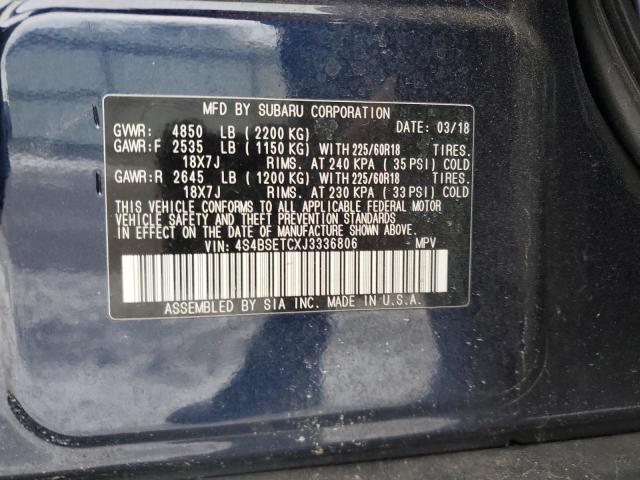 MFD BY SUBARU CORPORATION
GVWR: 4850 LB (2200 KG) DATE: 03/18
GAWR:F 2535 LB (1150 KG) WITH 225/60R18 TIRES.
18X7J RIMS. AT 240 KPA (35 PSI) COLD
GAWR:R 2645 LB (1200 KG) WITH 225/60R18 TIRES.
18X7J RIMS. AT 230 KPA (33 PSI) COLD
THIS VEHICLE CONFORMS TO ALL APPLICABLE FEDERAL MOTOR
VEHICLE SAFETY AND THEFT PREVENTION STANDARDS
IN EFFECT ON THE DATE OF MANUFACTURE SHOWN ABOVE.
VIN: 4S4BSETCXJ3336806 MPV
ASSEMBLED BY SIA INC. MADE IN U.S.A.